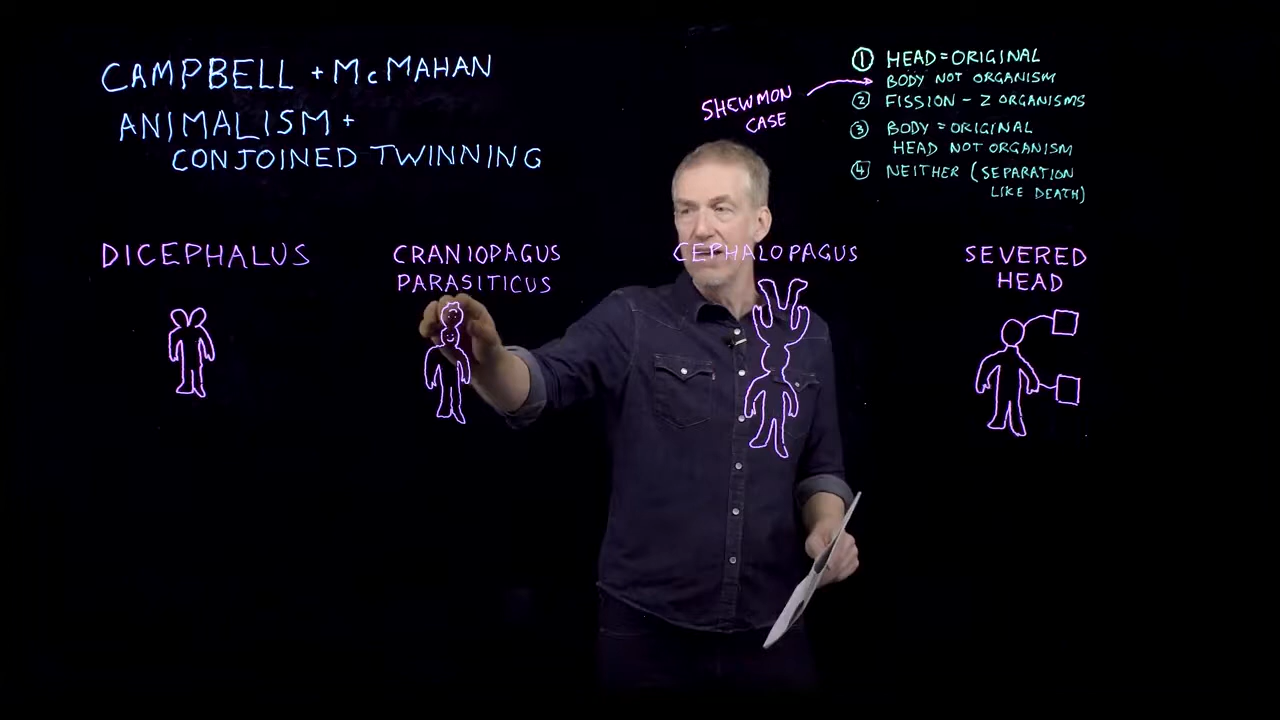 CAMPBELL + McMAHAN
ANIMALISM +
CONJOINED TWINNING
SHEWMON
CASE
① HEAD = ORIGINAL
BODY NOT ORGANISM
② FISSION - 2 ORGANISMS
③ BODY = ORIGINAL
HEAD NOT ORGANISM
④ NEITHER (SEPARATION
LIKE DEATH)
DICEPHALUS
CRANIOPAGUS
PARASITICUS
CEPHALOPAGUS
SEVERED
HEAD